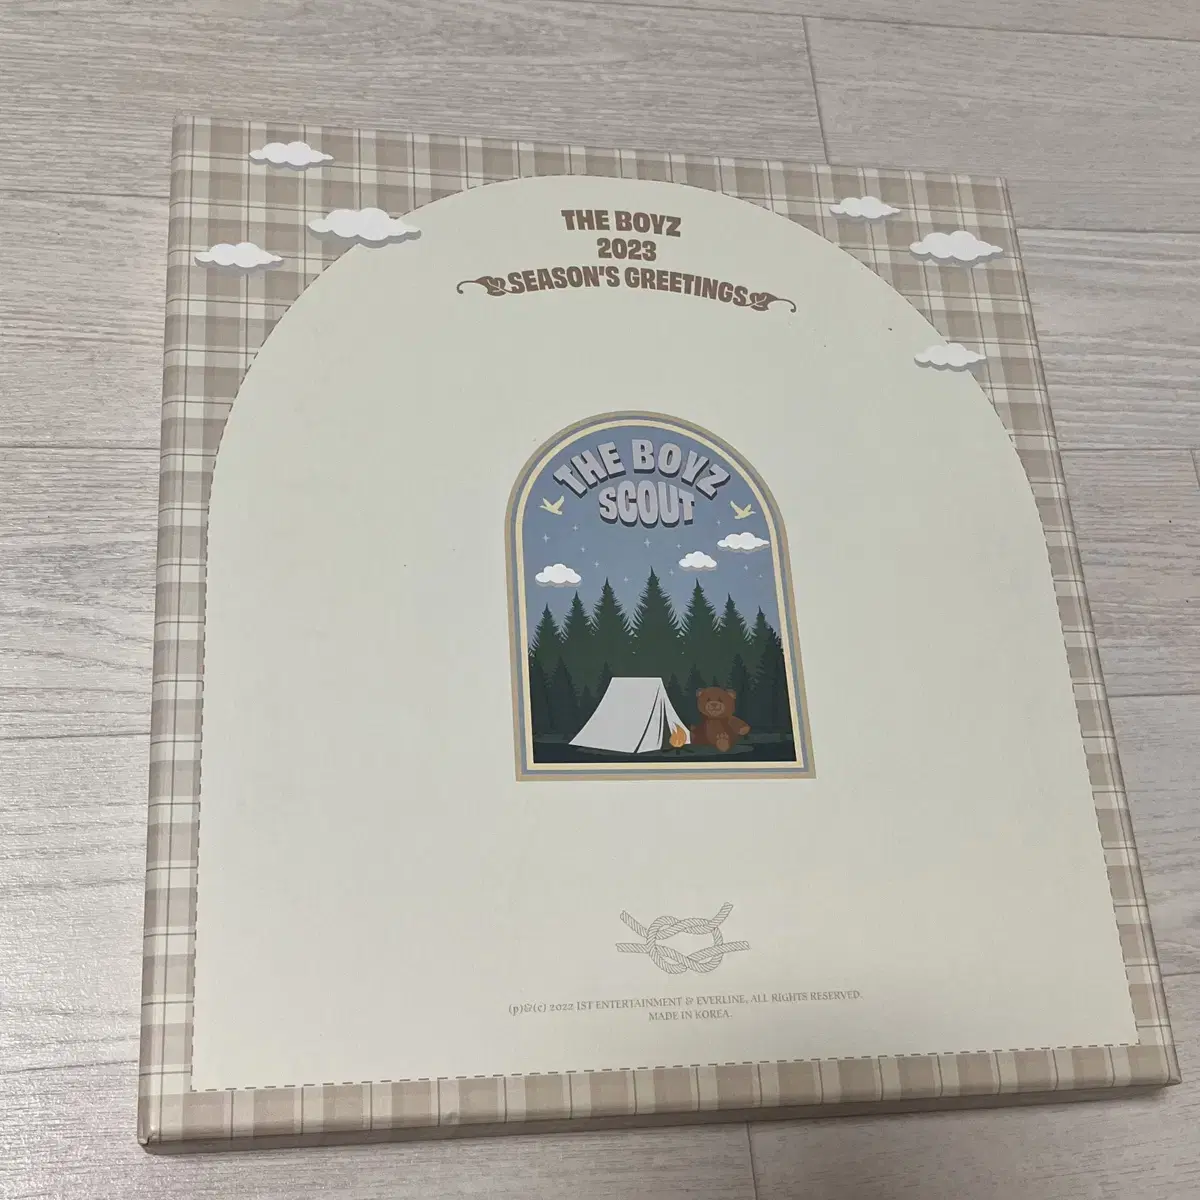 THE BOYZ
2023
SEASON'S GREETINGS
THE BOYZ
SCOUT
(p)&(c) 2022 IST ENTERTAINMENT & EVERLINE, ALL RIGHTS RESERVED.
MADE IN KOREA.